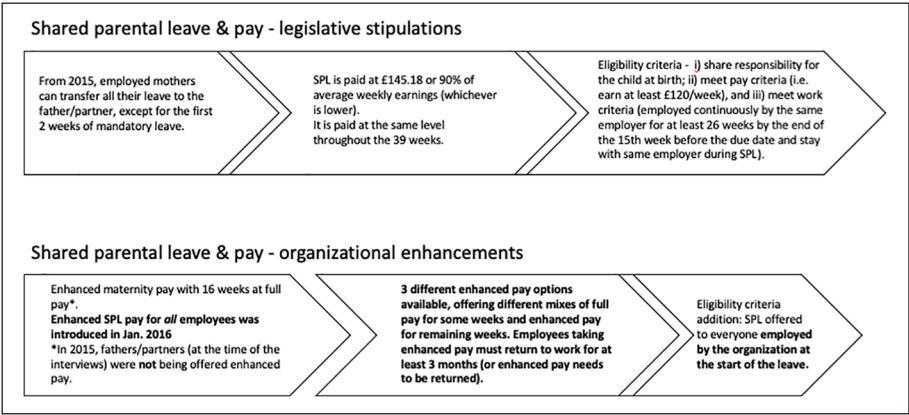 Shared parental leave & pay - legislative stipulations
From 2015, employed mothers
can transfer all their leave to the
father/partner, except for the first
2 weeks of mandatory leave.
SPL is paid at £145.18 or 90% of
average weekly earnings (whichever
is lower).
It is paid at the same level
throughout the 39 weeks.
Eligibility criteria - i) share responsibility for
the child at birth; ii) meet pay criteria (i.e.
earn at least £120/week), and iii) meet work
criteria (employed continuously by the same
employer for at least 26 weeks by the end of
the 15th week before the due date and stay
with same employer during SPL).
Shared parental leave & pay - organizational enhancements
Enhanced maternity pay with 16 weeks at full
pay*.
Enhanced SPL pay for all employees was
introduced in Jan. 2016
*In 2015, fathers/partners (at the time of the
interviews) were not being offered enhanced
pay.
3 different enhanced pay options
available, offering different mixes of full
pay for some weeks and enhanced pay
for remaining weeks. Employees taking
enhanced pay must return to work for at
least 3 months (or enhanced pay needs
to be returned).
Eligibility criteria
addition: SPL offered
to everyone employed
by the organization at
the start of the leave.